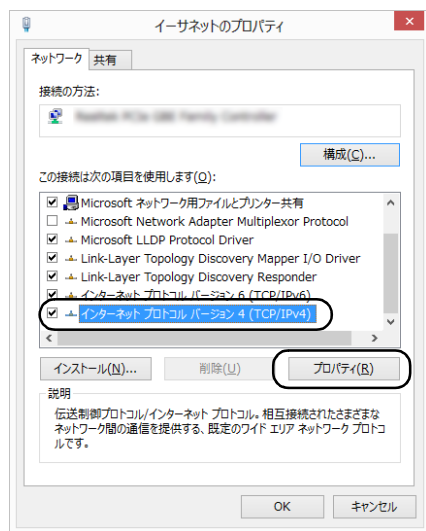 イーサネットのプロパティ
ネットワーク 共有
接続の方法:
構成(C)...
この接続は次の項目を使用します(O):
Microsoft ネットワーク用ファイルとプリンター共有
Microsoft Network Adapter Multiplexor Protocol
Microsoft LLDP Protocol Driver
Link-Layer Topology Discovery Mapper I/O Driver
Link-Layer Topology Discovery Responder
インターネット プロトコル バージョン 6 (TCP/IPv6)
インターネット プロトコル バージョン 4 (TCP/IPv4)
インストール(N)... 削除(U) プロパティ(R)
説明
伝送制御プロトコル/インターネット プロトコル。相互接続されたさまざまな
ネットワーク間の通信を提供する、既定のワイド エリア ネットワーク プロトコ
ルです。
OK キャンセル